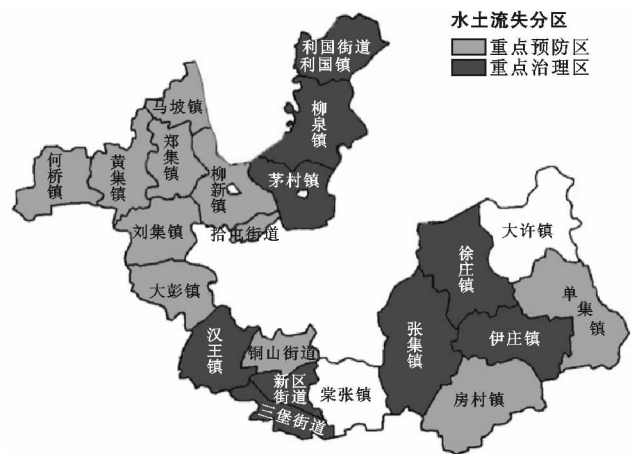 水土流失分区
重点预防区
重点治理区
利国街道
利国镇
马坡镇
柳泉镇
郑集镇
黄集镇
何桥镇
柳新镇
茅村镇
刘集镇
拾屯街道
大许镇
徐庄镇
大彭镇
单集镇
汉王镇
张集镇
伊庄镇
铜山街道
新区
街道
棠张镇
房村镇
三堡街道